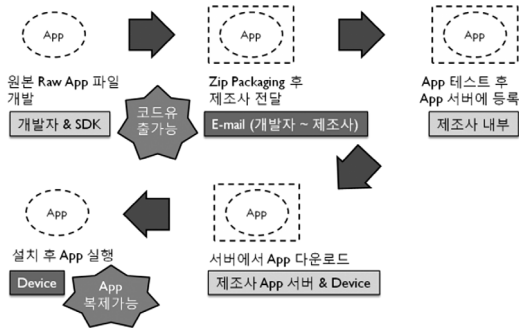 App
App
App
원본 Raw App 파일
개발
Zip Packaging 후
제조사 전달
App 테스트 후
App 서버에 등록
개발자 & SDK
코드유
출가능
E-mail (개발자 ~ 제조사)
제조사 내부
App
App
설치 후 App 실행
서버에서 App 다운로드
Device
App
복제가능
제조사 App 서버 & Device